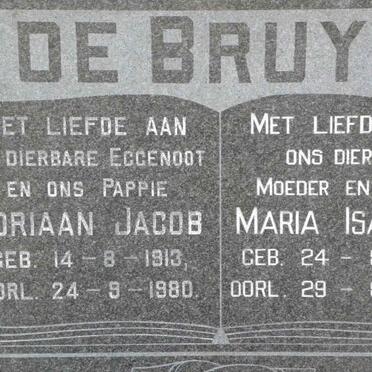 DE BRUY
ET LIEFDE AAN
DIERBARE EGGENOOT
EN ONS PAPPIE
DRIAAN JACOB
GEB. 14-8-1913,
ORL. 24-9-1980.
MET LIEFD
ONS DIER
MOEDER EN
MARIA ISA
GEB. 24-
OORL. 29-